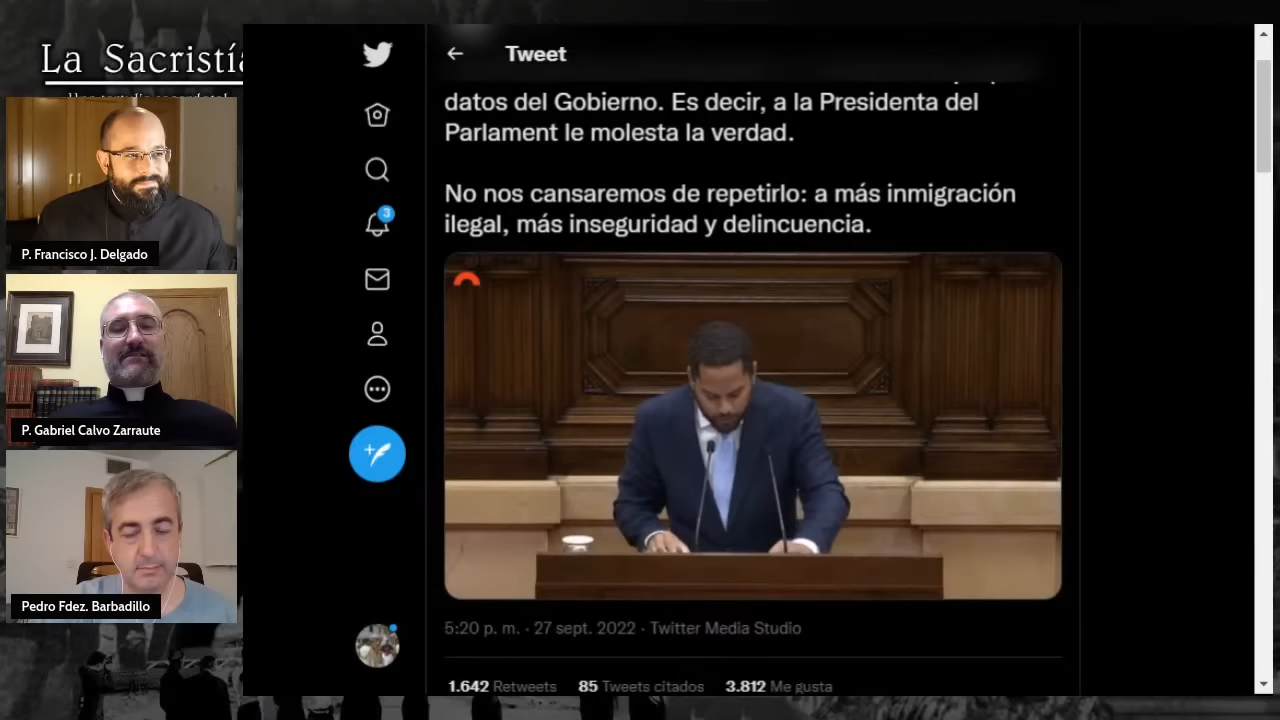 La Sacristía
P. Francisco J. Delgado
P. Gabriel Calvo Zarraute
Pedro Fdez. Barbadillo
Tweet
datos del Gobierno. Es decir, a la Presidenta del
Parlament le molesta la verdad.
No nos cansaremos de repetirlo: a más inmigración
ilegal, más inseguridad y delincuencia.
3
5:20 p. m. · 27 sept. 2022 · Twitter Media Studio
1.642 Retweets 85 Tweets citados 3.812 Me gusta